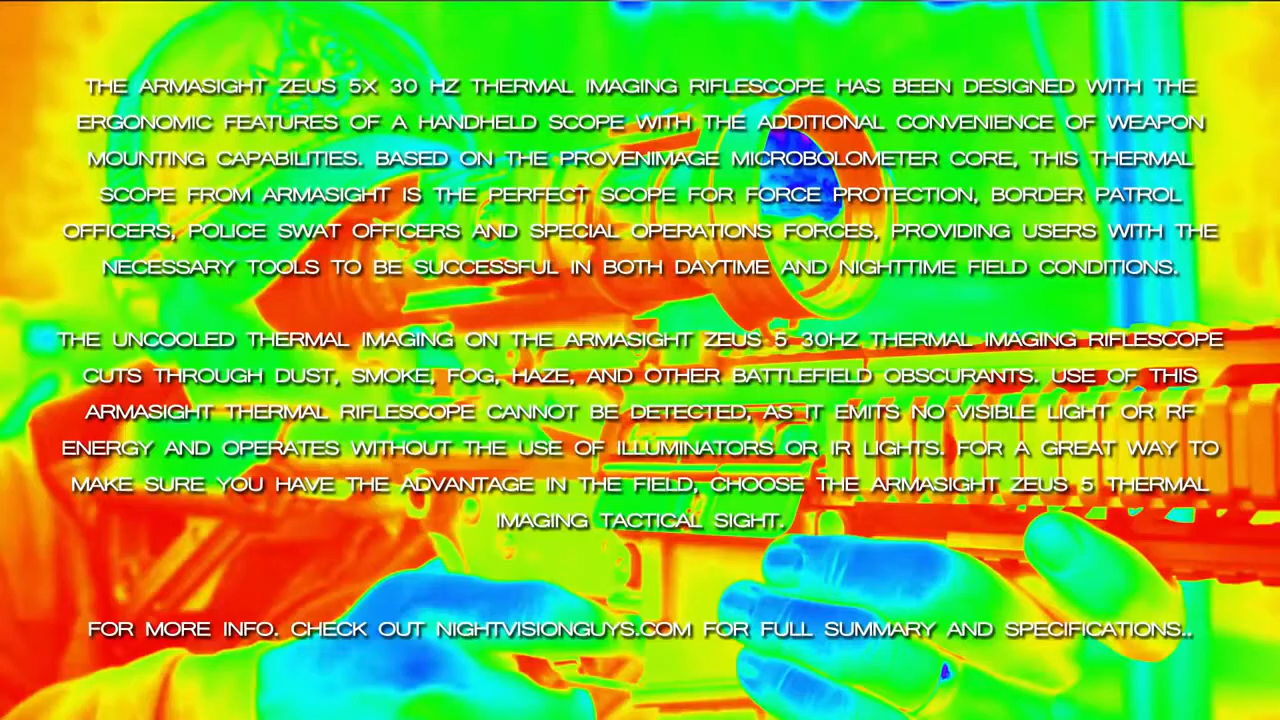 THE ARMASIGHT ZEUS 5X 30 HZ THERMAL IMAGING RIFLESCOPE HAS BEEN DESIGNED WITH THE
ERGONOMIC FEATURES OF A HANDHELD SCOPE WITH THE ADDITIONAL CONVENIENCE OF WEAPON
MOUNTING CAPABILITIES. BASED ON THE PROVENIMAGE MICROBOLOMETER CORE, THIS THERMAL
SCOPE FROM ARMASIGHT IS THE PERFECT SCOPE FOR FORCE PROTECTION, BORDER PATROL
OFFICERS, POLICE SWAT OFFICERS AND SPECIAL OPERATIONS FORCES, PROVIDING USERS WITH THE
NECESSARY TOOLS TO BE SUCCESSFUL IN BOTH DAYTIME AND NIGHTTIME FIELD CONDITIONS.
THE UNCOOLED THERMAL IMAGING ON THE ARMASIGHT ZEUS 5 30HZ THERMAL IMAGING RIFLESCOPE
CUTS THROUGH DUST, SMOKE, FOG, HAZE, AND OTHER BATTLEFIELD OBSCURANTS. USE OF THIS
ARMASIGHT THERMAL RIFLESCOPE CANNOT BE DETECTED, AS IT EMITS NO VISIBLE LIGHT OR RF
ENERGY AND OPERATES WITHOUT THE USE OF ILLUMINATORS OR IR LIGHTS. FOR A GREAT WAY TO
MAKE SURE YOU HAVE THE ADVANTAGE IN THE FIELD, CHOOSE THE ARMASIGHT ZEUS 5 THERMAL
IMAGING TACTICAL SIGHT.
FOR MORE INFO. CHECK OUT NIGHTVISIONGUYS.COM FOR FULL SUMMARY AND SPECIFICATIONS..